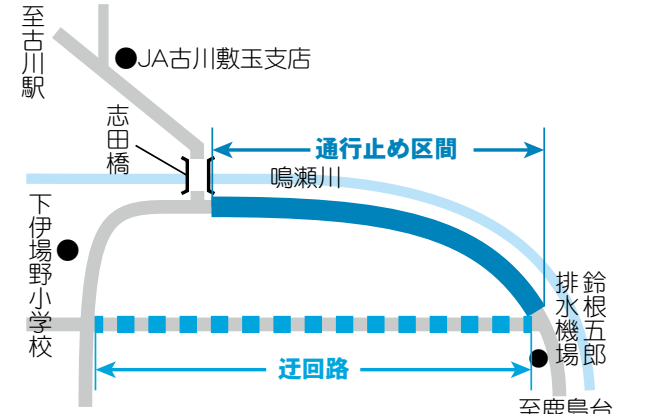 至古川駅
JA古川敷玉支店
志田橋
通行止め区間
鳴瀬川
下伊場野小学校
鈴根五郎
排水機場
迂回路
至鹿島台